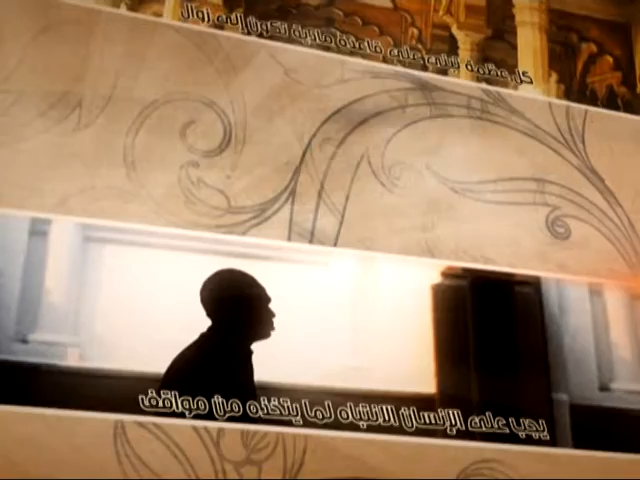 كل عظمة تبنى على قاعدة مادية تكون إلى زوال
يجب على الإنسان الانتباه لما يتخذه من مواقف